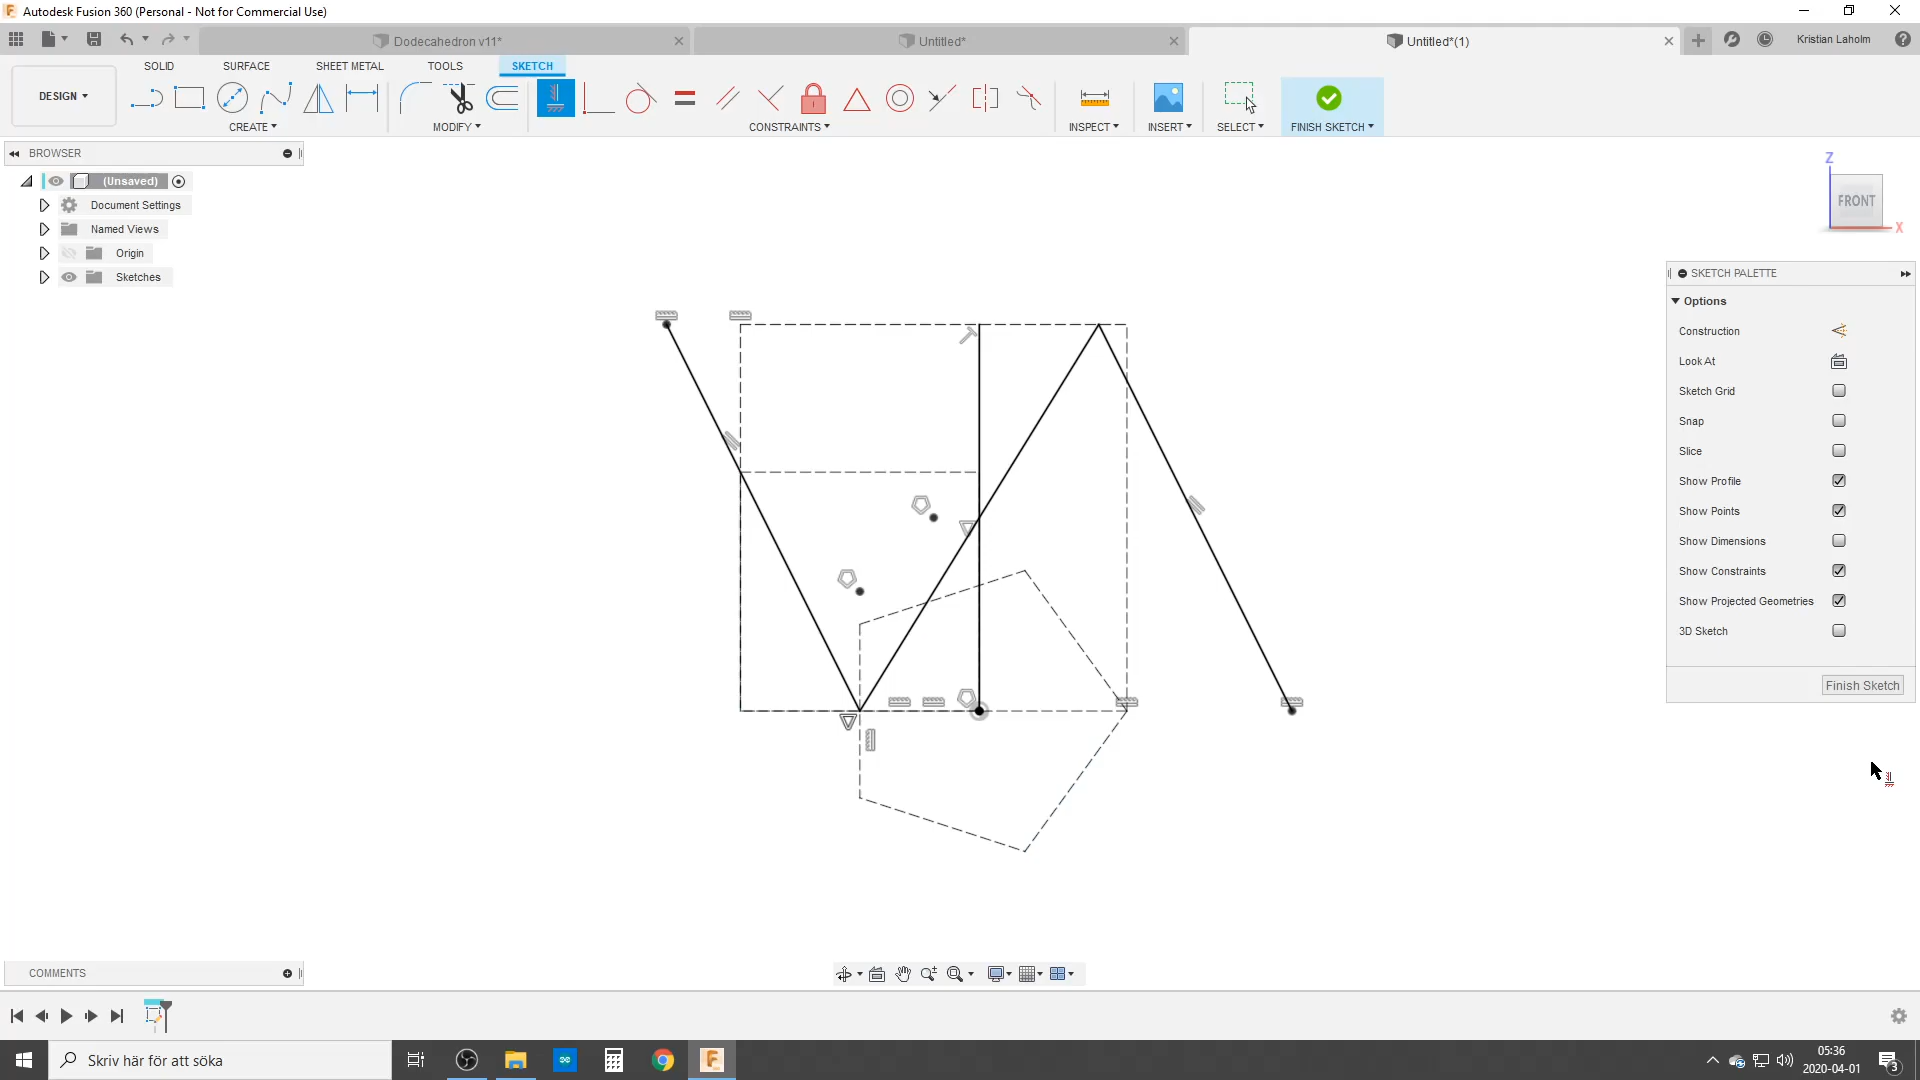 Autodesk Fusion 360 (Personal - Not for Commercial Use)
Dodecahedron v11*
Untitled*
Untitled*(1)
Kristian Laholm
SOLID
SURFACE
SHEET METAL
TOOLS
SKETCH
DESIGN
CREATE
MODIFY
CONSTRAINTS
INSPECT
INSERT
SELECT
FINISH SKETCH
BROWSER
(Unsaved)
Document Settings
Named Views
Origin
Sketches
Z
FRONT
X
SKETCH PALETTE
Options
Construction
Look At
Sketch Grid
Snap
Slice
Show Profile
Show Points
Show Dimensions
Show Constraints
Show Projected Geometries
3D Sketch
Finish Sketch
COMMENTS
Skriv här för att söka
05:36
2020-04-01
3